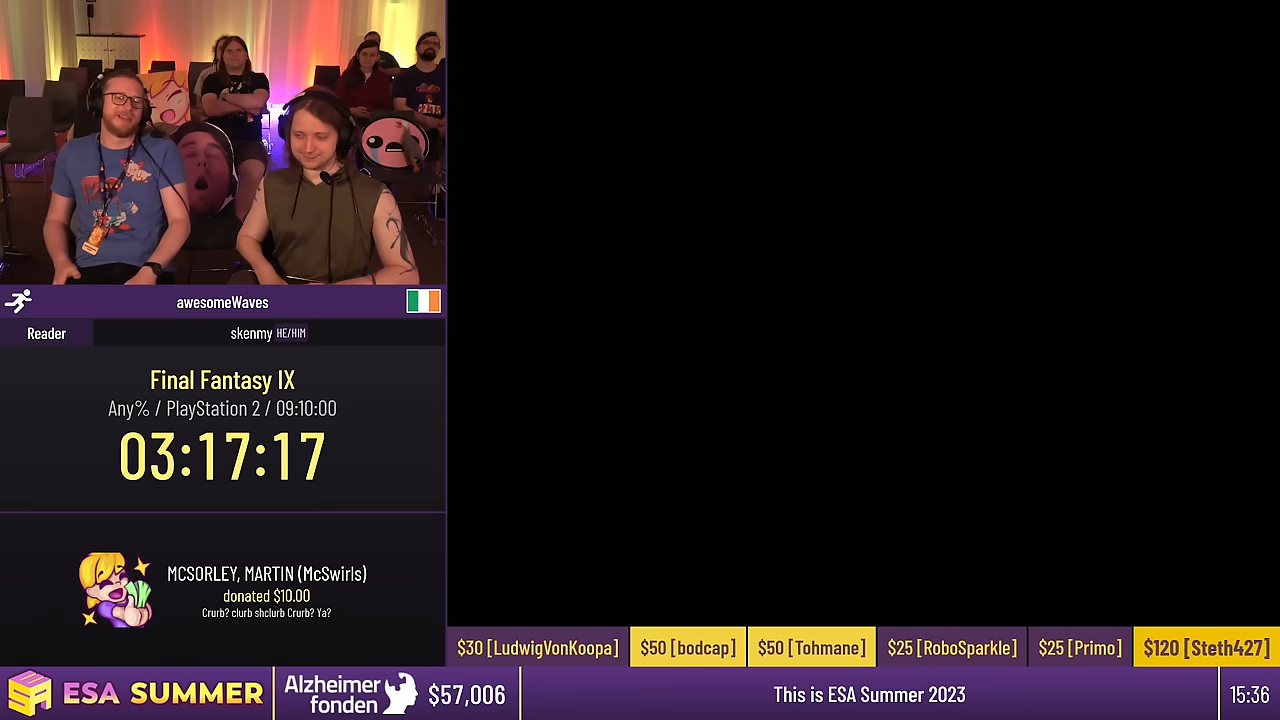 awesomeWaves
Reader
skenmy HE/HIM
Final Fantasy IX
Any% / PlayStation 2 / 09:10:00
03:17:17
MCSORLEY, MARTIN (McSwirls)
donated $10.00
Crurb? clurb shclurb Crurb? Ya?
$30 [LudwigVonKoopa]
$50 [bodcap]
$50 [Tohmane]
$25 [RoboSparkle]
$25 [Primo]
$120 [Steth427]
ESA SUMMER
Alzheimer
fonden
$57,006
This is ESA Summer 2023
15:36